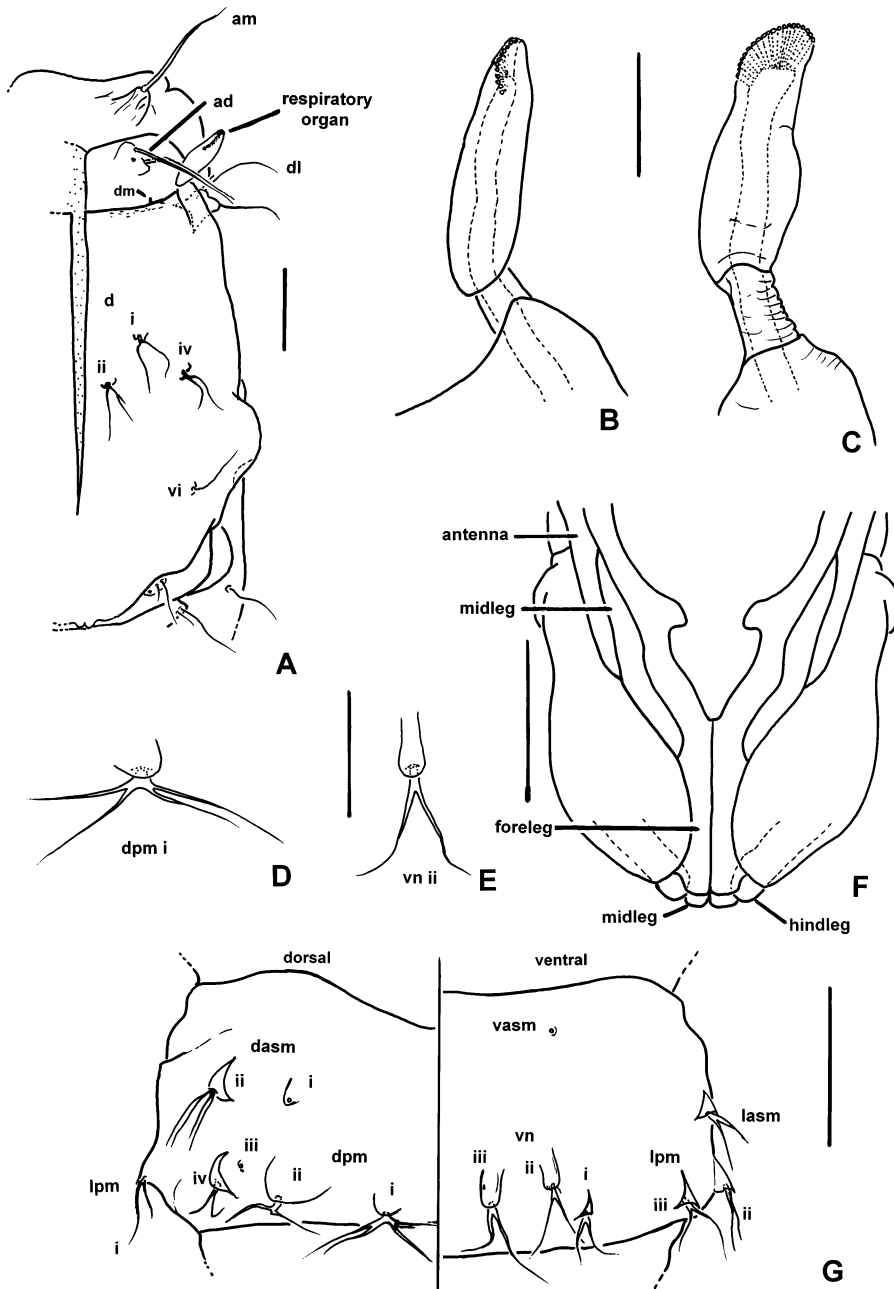 am
ad
respiratory
organ
dl
dm
d
i
iv
ii
vi
A
B
C
dpm i
D
vn ii
E
antenna
midleg
foreleg
midleg
hindleg
F
dorsal
ventral
dasm
ii
i
iii
iv
dpm
ii
i
lpm
i
vasm
lasm
vn
iii
ii
i
lpm
iii
ii
G